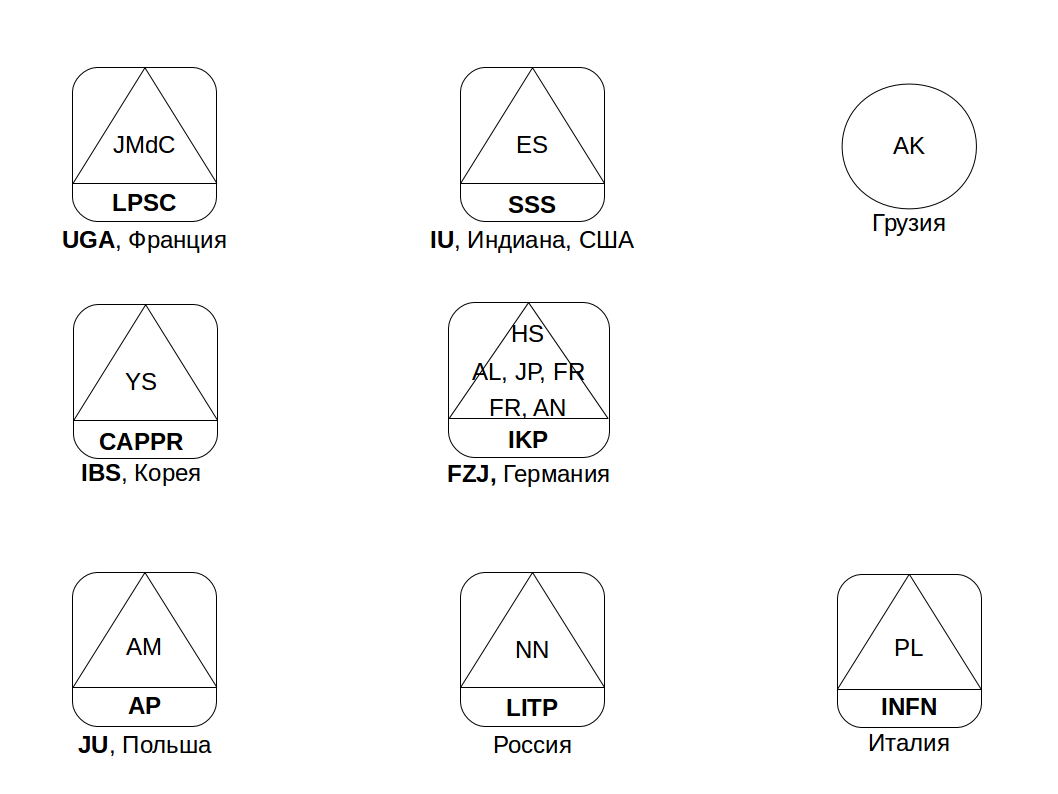 JMdC
LPSC
UGA, Франция
ES
SSS
IU, Индиана, США
AK
Грузия
YS
CAPPR
IBS, Корея
HS
AL, JP, FR
FR, AN
IKP
FZJ, Германия
AM
AP
JU, Польша
NN
LITP
Россия
PL
INFN
Италия